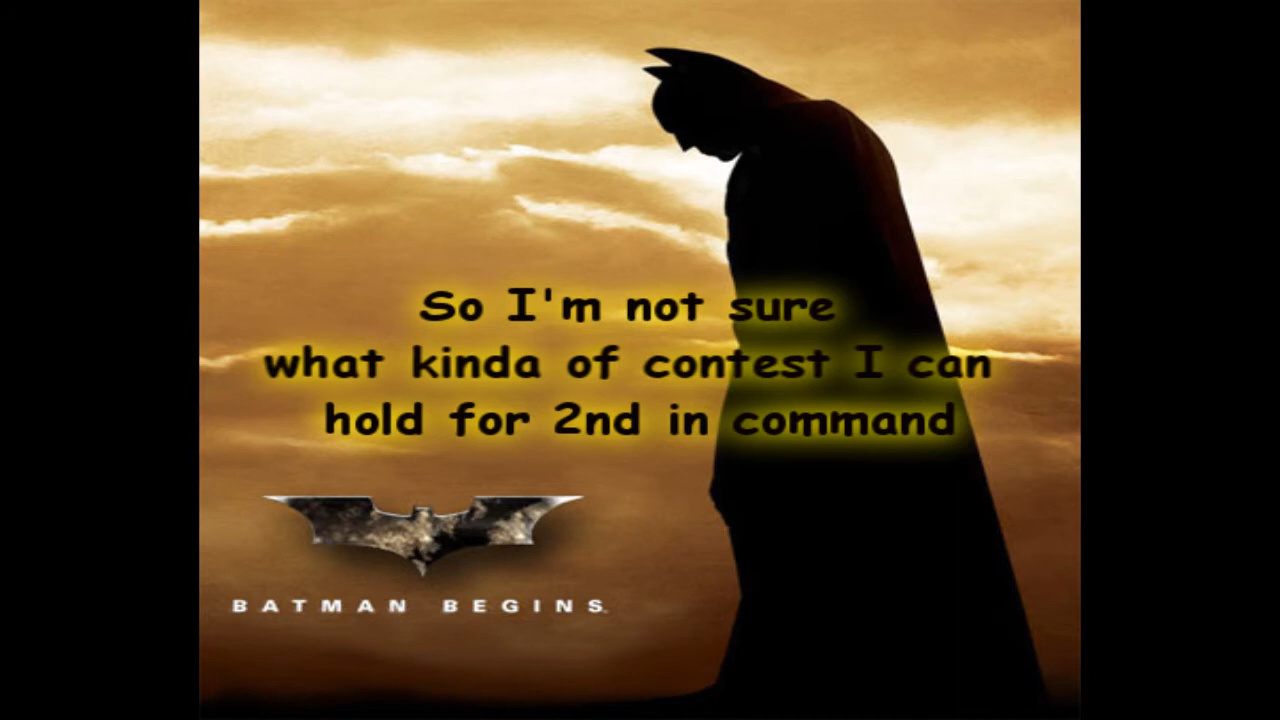 So I'm not sure
what kinda of contest I can
hold for 2nd in command
BATMAN BEGINS